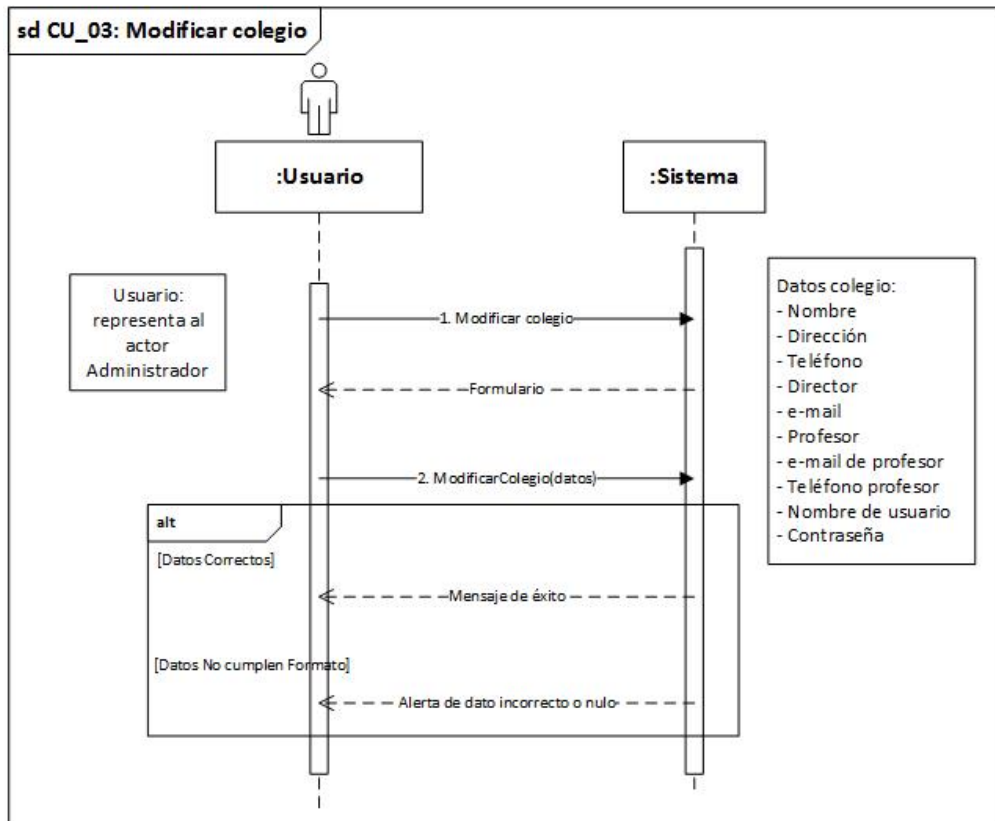 sd CU_03: Modificar colegio
:Usuario
:Sistema
Usuario:
representa al
actor
Administrador
Datos colegio:
- Nombre
- Dirección
- Teléfono
- Director
- e-mail
- Profesor
- e-mail de profesor
- Teléfono profesor
- Nombre de usuario
- Contraseña
1. Modificar colegio
Formulario
2. ModificarColegio(datos)
alt
[Datos Correctos]
Mensaje de éxito
[Datos No cumplen Formato]
Alerta de dato incorrecto o nulo